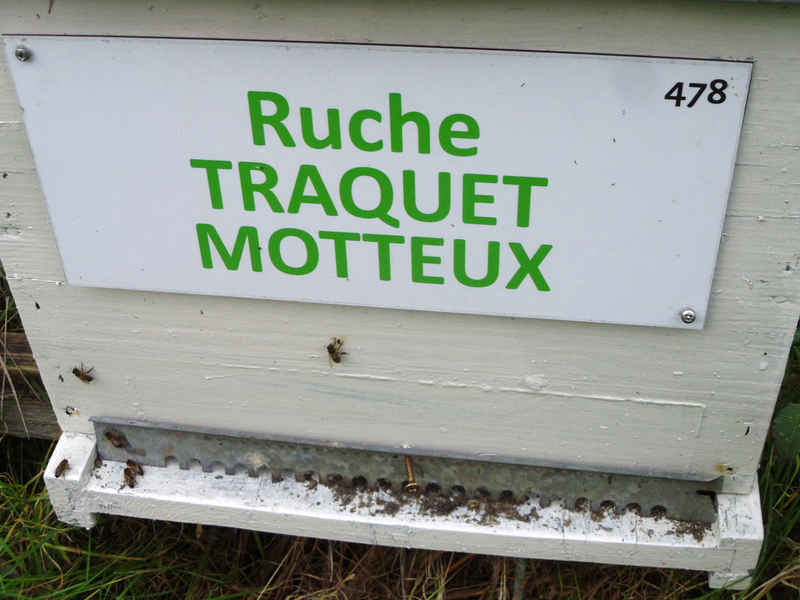 478
Ruche
TRAQUET
MOTTEUX